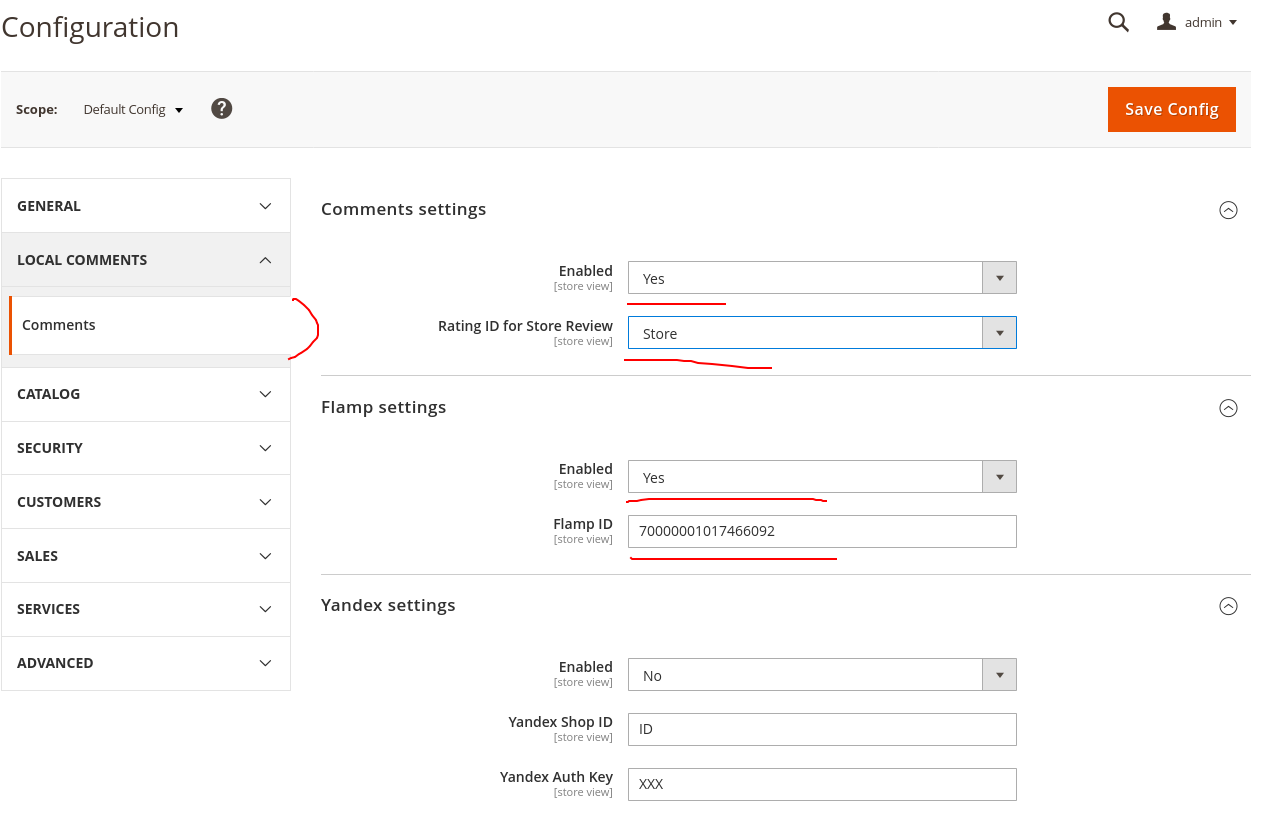 Configuration
admin
Scope: Default Config ?
Save Config
GENERAL
LOCAL COMMENTS
Comments
CATALOG
SECURITY
CUSTOMERS
SALES
SERVICES
ADVANCED
Comments settings
Enabled
[store view]
Yes
Rating ID for Store Review
[store view]
Store
Flamp settings
Enabled
[store view]
Yes
Flamp ID
[store view]
70000001017466092
Yandex settings
Enabled
[store view]
No
Yandex Shop ID
[store view]
ID
Yandex Auth Key
[store view]
XXX